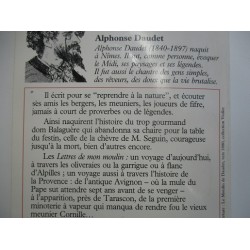 Alphonse Daudet
Alphonse Daudet (1840-1897) naquit
à Nîmes. Il eut, comme personne, évoquer
le Midi, ses paysages et ses légendes.
Il fut aussi le chantre des gens simples,
des rêveurs, des doux que la vie brutalise.
Il écrit pour se "reprendre à la nature", et écouter
ses amis les bergers, les meuniers, les joueurs de fifre,
jamais à court de proverbes ou de légendes.
Ainsi naquirent l'histoire du trop gourmand
dom Balaguère qui abandonna sa chaire pour la table
du festin, celle de la chèvre de M. Seguin, courageuse
jusqu'à la mort, bien d'autres encore.
Les Lettres de mon moulin : un voyage d'aujourd'hui,
à travers les oliveraies ou la garrigue ou à flanc
d'Alpilles ; un voyage aussi à travers l'histoire de
la Provence : de l'antique Avignon – où la mule du
Pape sut attendre sept ans avant de se venger –
à l'apparition, près de Tarascon, de la première
minoterie à vapeur qui manqua de rendre fou le vieux
meunier Cornille…